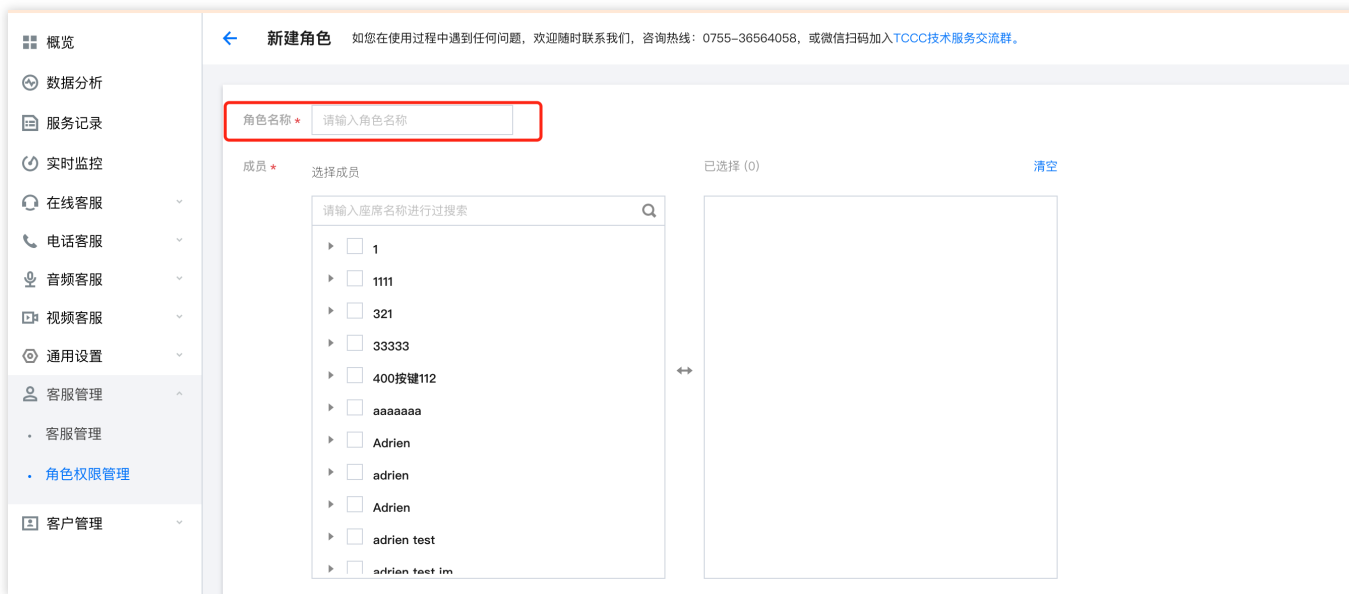 概览
数据分析
服务记录
实时监控
在线客服
电话客服
音频客服
视频客服
通用设置
客服管理
客服管理
角色权限管理
客户管理
新建角色 如您在使用过程中遇到任何问题，欢迎随时联系我们，咨询热线：0755-36564058，或微信扫码加入TCCC技术服务交流群。
角色名称 * 请输入角色名称
成员 * 选择成员
请输入座席名称进行过搜索
1
1111
321
33333
400按键112
aaaaaaa
Adrien
adrien
Adrien
adrien test
adrien test im
已选择 (0) 清空